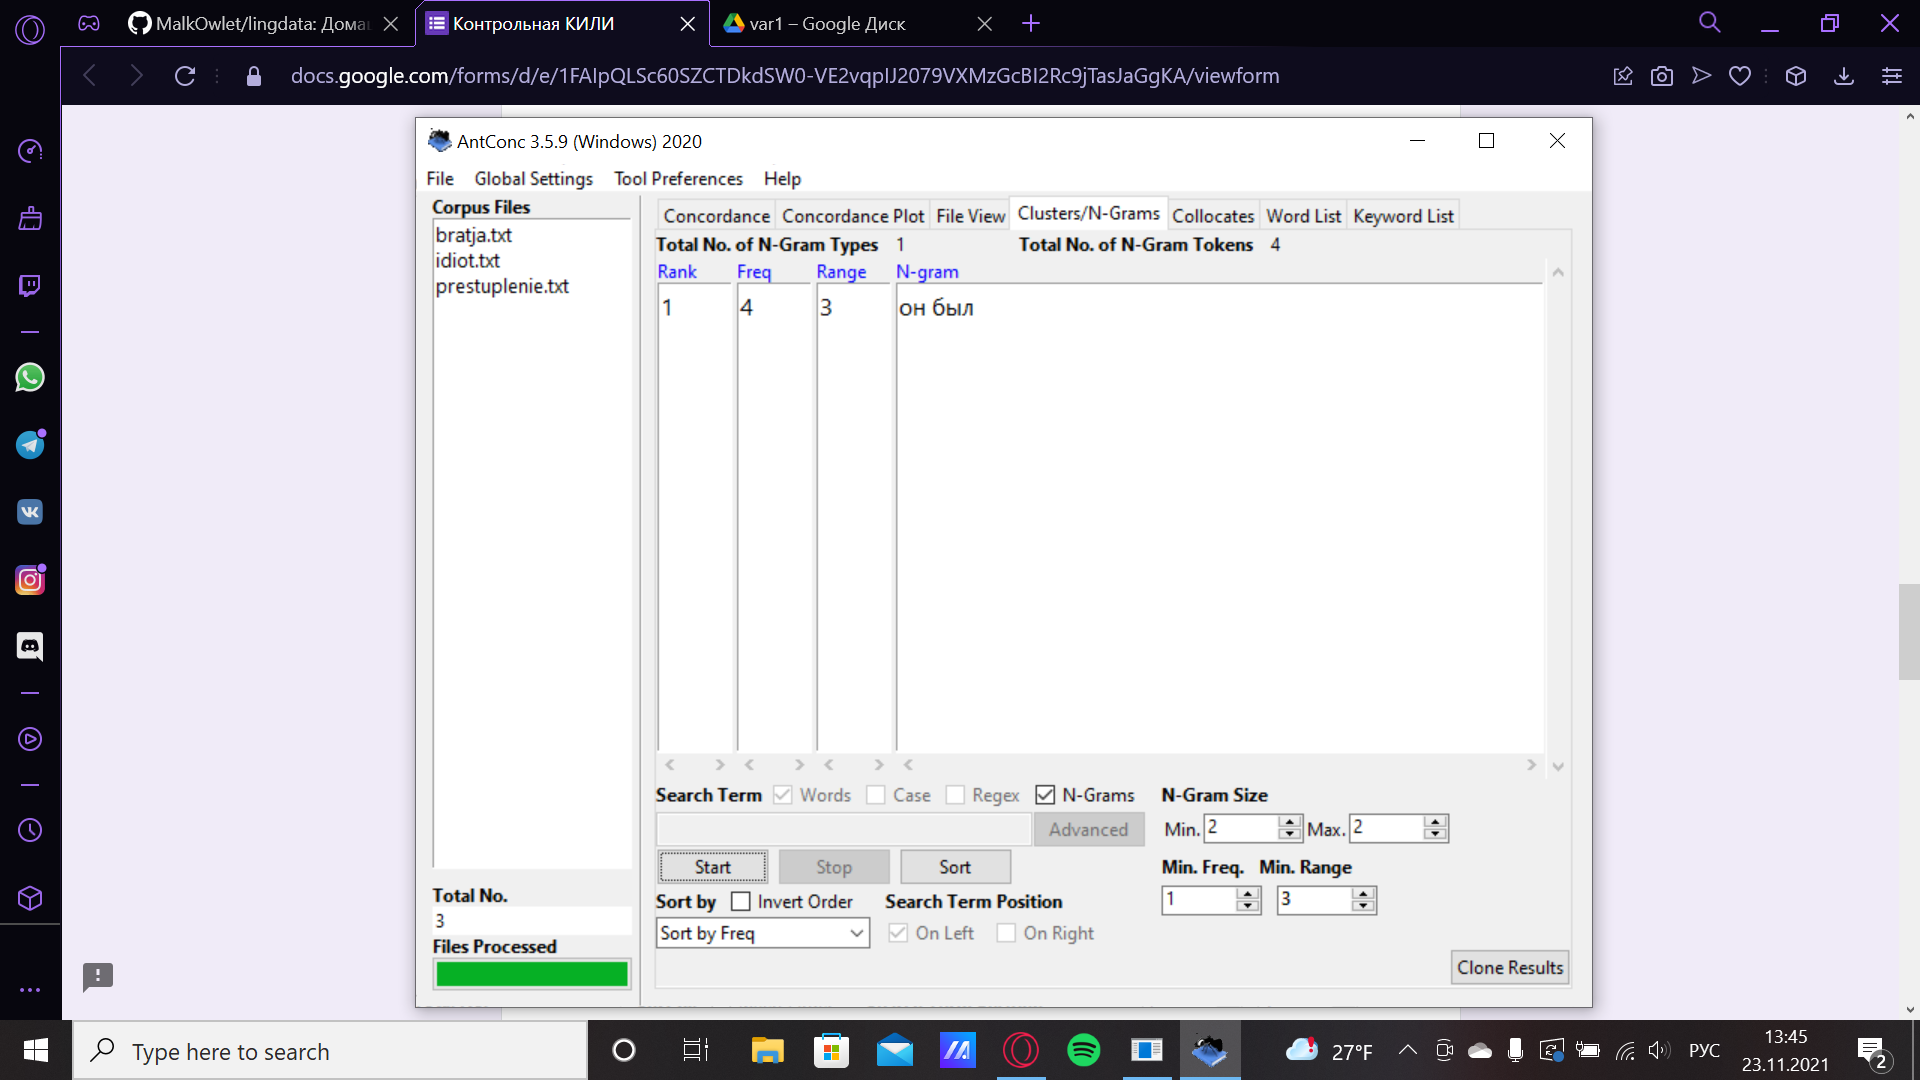 MalkOwlet/lingdata: Дома
Контрольная КИЛИ
var1 – Google Диск
docs.google.com/forms/d/e/1FAIpQLSc60SZCTDkdSW0-VE2vqpIJ2079VXMzGcBI2Rc9jTasJaGgKA/viewform
AntConc 3.5.9 (Windows) 2020
File Global Settings Tool Preferences Help
Corpus Files
bratja.txt
idiot.txt
prestuplenie.txt
Concordance Concordance Plot File View Clusters/N-Grams Collocates Word List Keyword List
Total No. of N-Gram Types 1 Total No. of N-Gram Tokens 4
Rank Freq Range N-gram
1 4 3 он был
Search Term Words Case Regex N-Grams N-Gram Size
Advanced Min. 2 Max. 2
Start Stop Sort Min. Freq. Min. Range
Total No.
3
Sort by Invert Order Search Term Position 1 3
Sort by Freq On Left On Right
Files Processed
Clone Results
Type here to search
27°F
РУС
13:45
23.11.2021
2